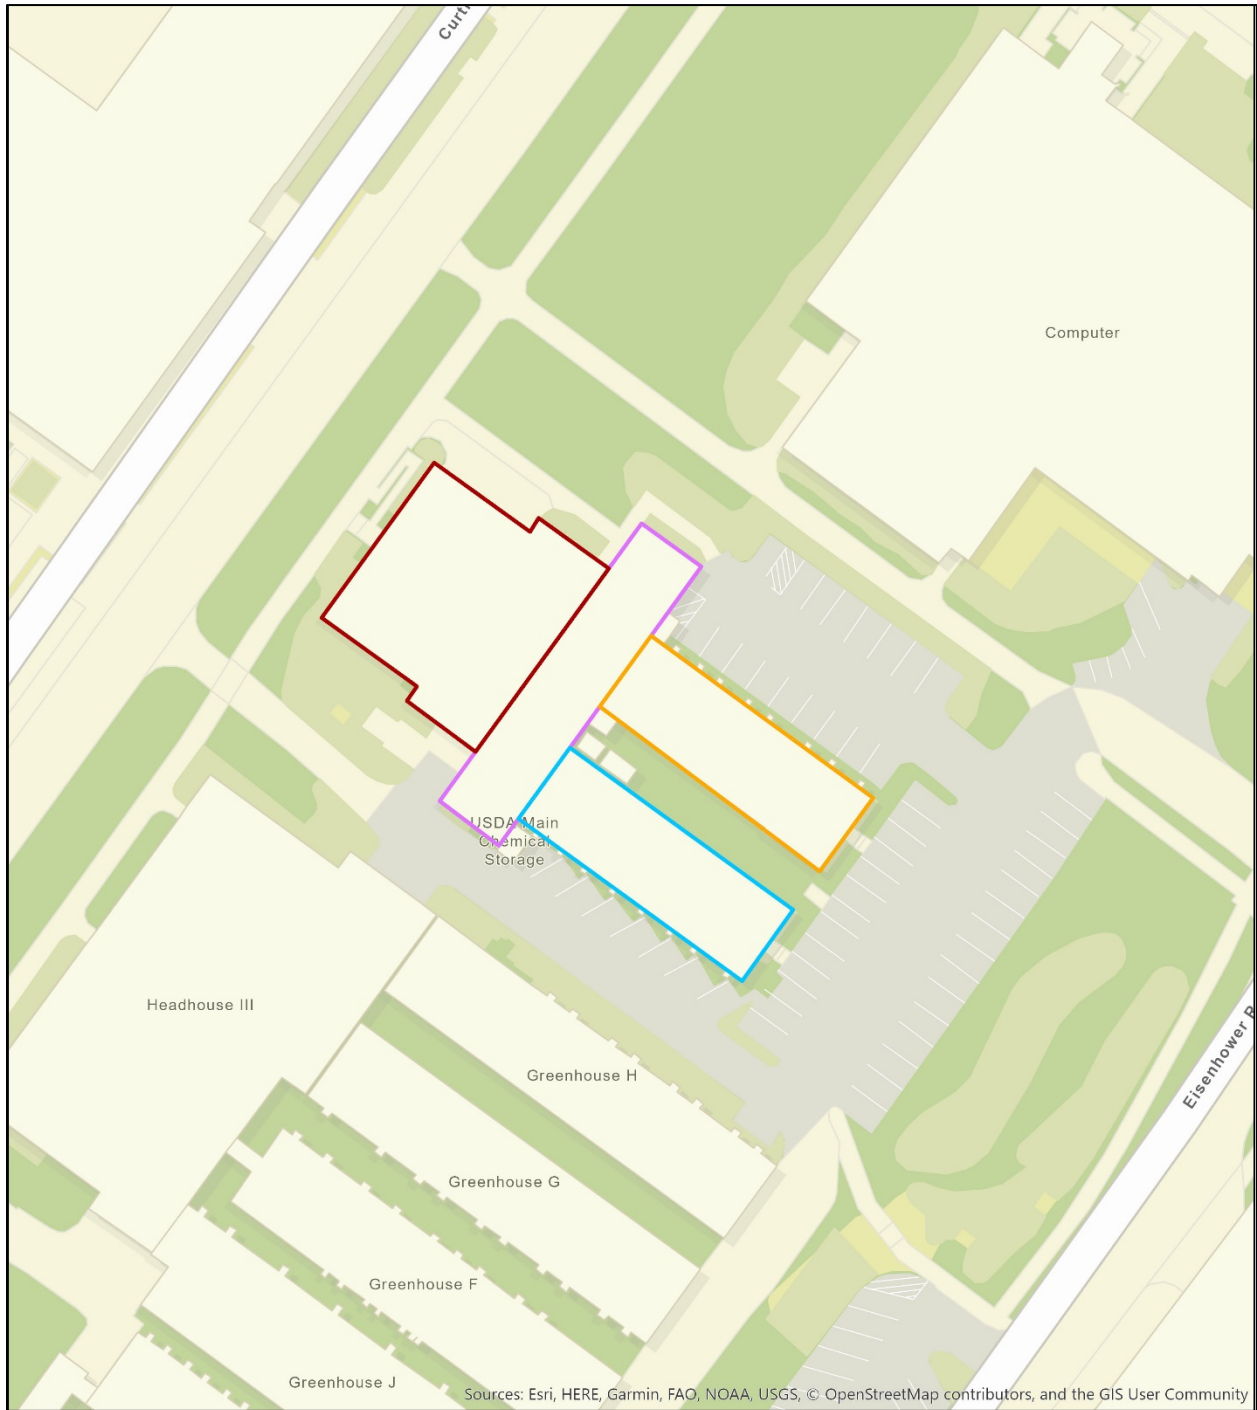 Computer
USDA Main
Chemical
Storage
Headhouse III
Greenhouse H
Eisenhower
Greenhouse G
Greenhouse F
Greenhouse J
Sources: Esri, HERE, Garmin, FAO, NOAA, USGS, © OpenStreetMap contributors, and the GIS User Community